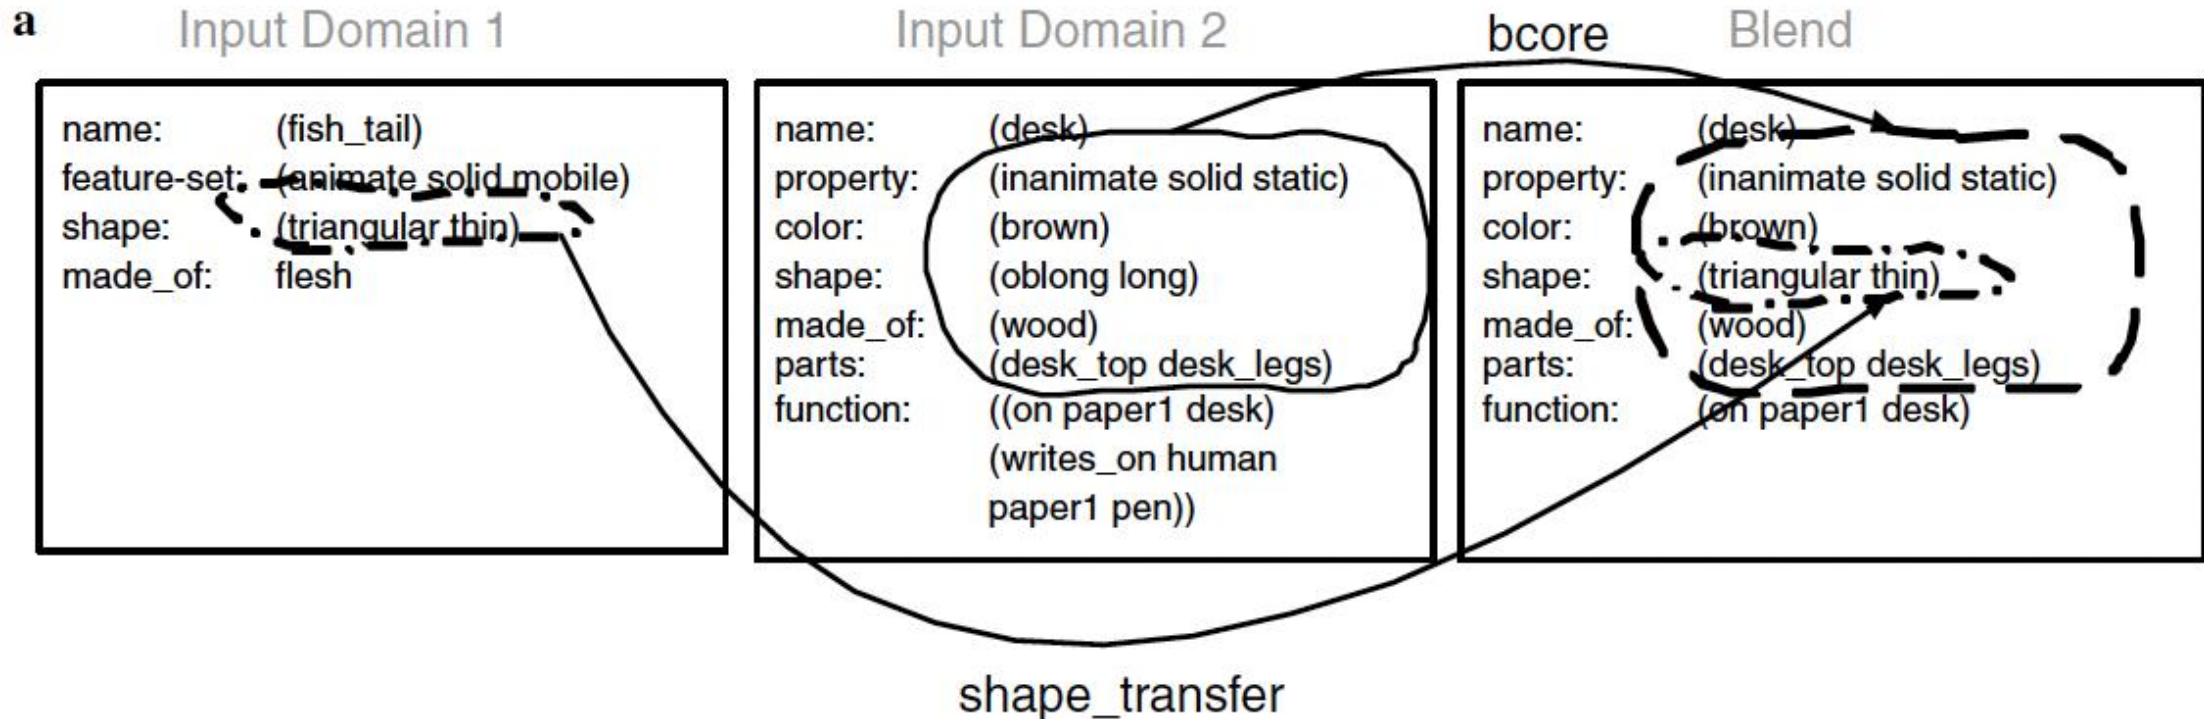 a
Input Domain 1
Input Domain 2
bcore
Blend
name: (fish_tail)
feature-set: (animate solid mobile)
shape: (triangular thin)
made_of: flesh
name: (desk)
property: (inanimate solid static)
color: (brown)
shape: (oblong long)
made_of: (wood)
parts: (desk_top desk_legs)
function: ((on paper1 desk)
(writes_on human
paper1 pen))
name: (desk)
property: (inanimate solid static)
color: (brown)
shape: (triangular thin)
made_of: (wood)
parts: (desk_top desk_legs)
function: (on paper1 desk)
shape_transfer